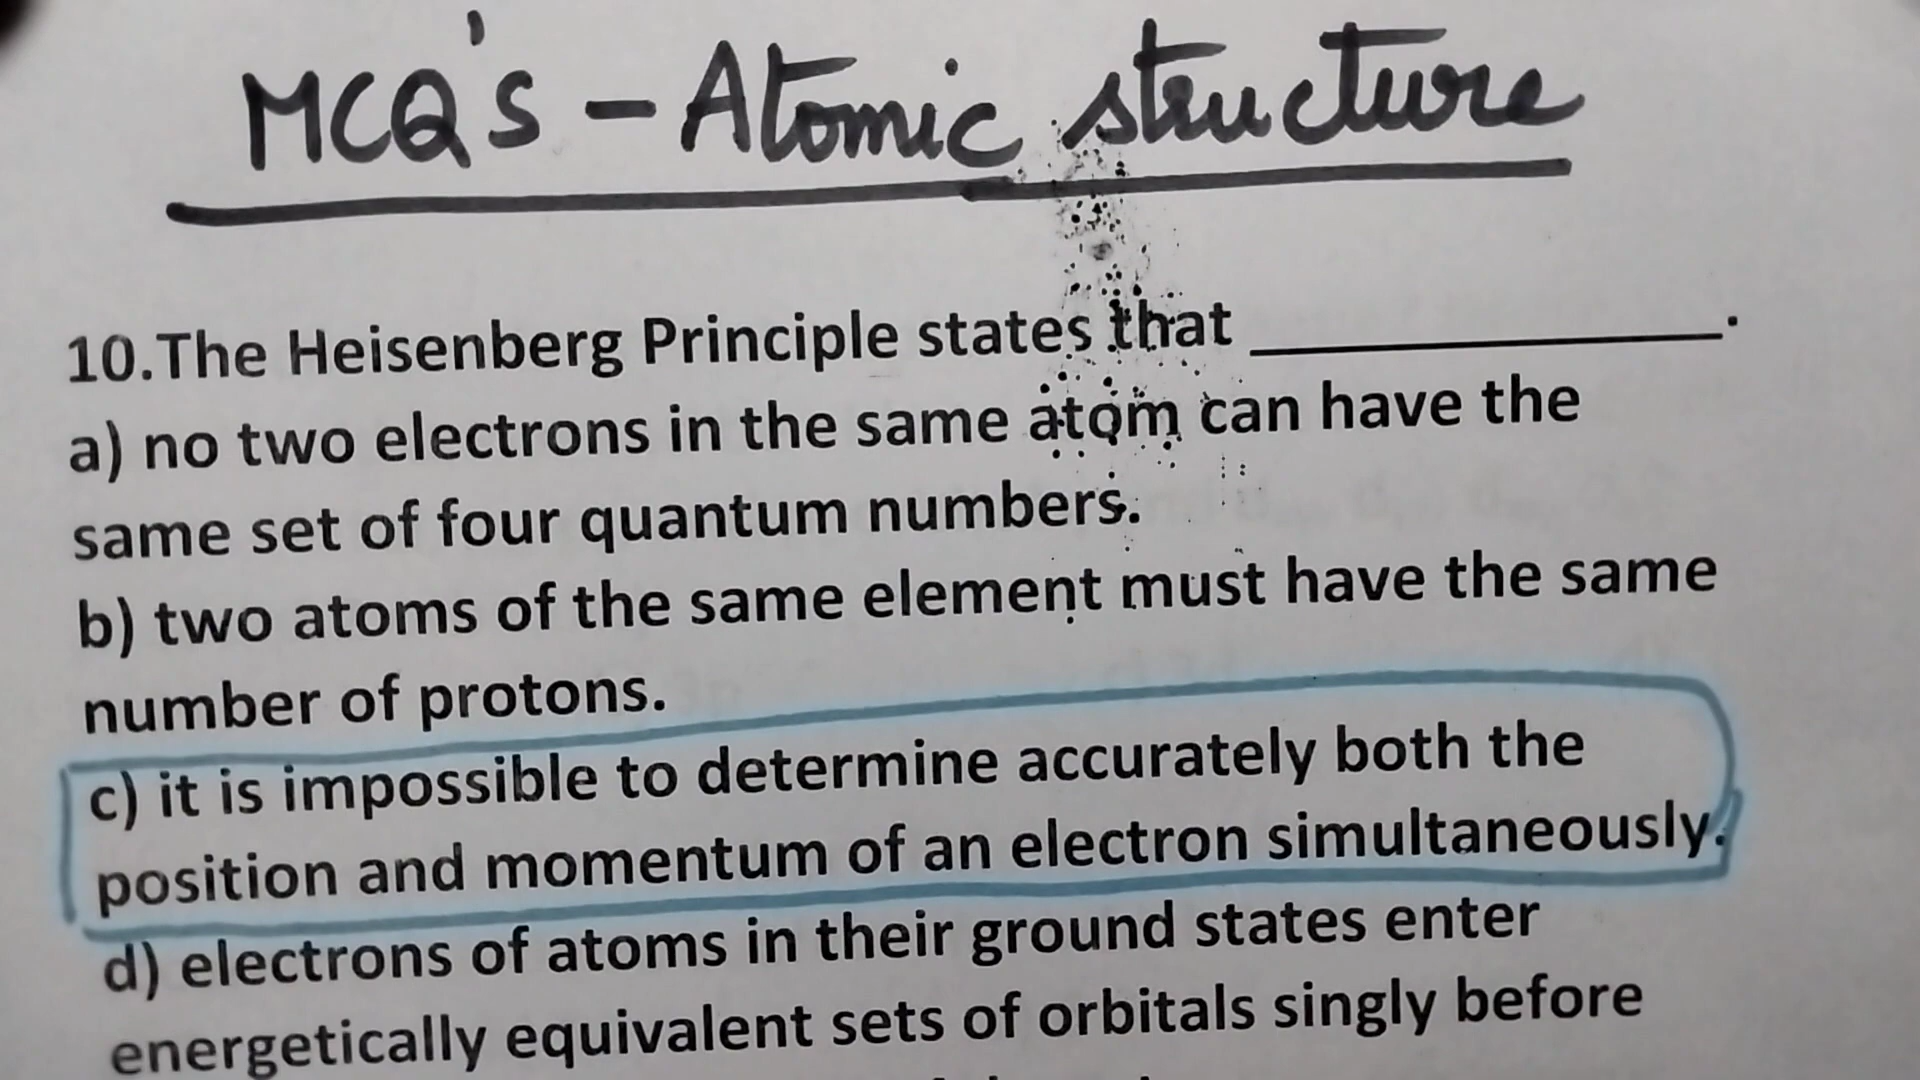 MCQ's - Atomic structure
10.The Heisenberg Principle states that ______________.
a) no two electrons in the same atom can have the
same set of four quantum numbers.
b) two atoms of the same element must have the same
number of protons.
c) it is impossible to determine accurately both the
position and momentum of an electron simultaneously.
d) electrons of atoms in their ground states enter
energetically equivalent sets of orbitals singly before